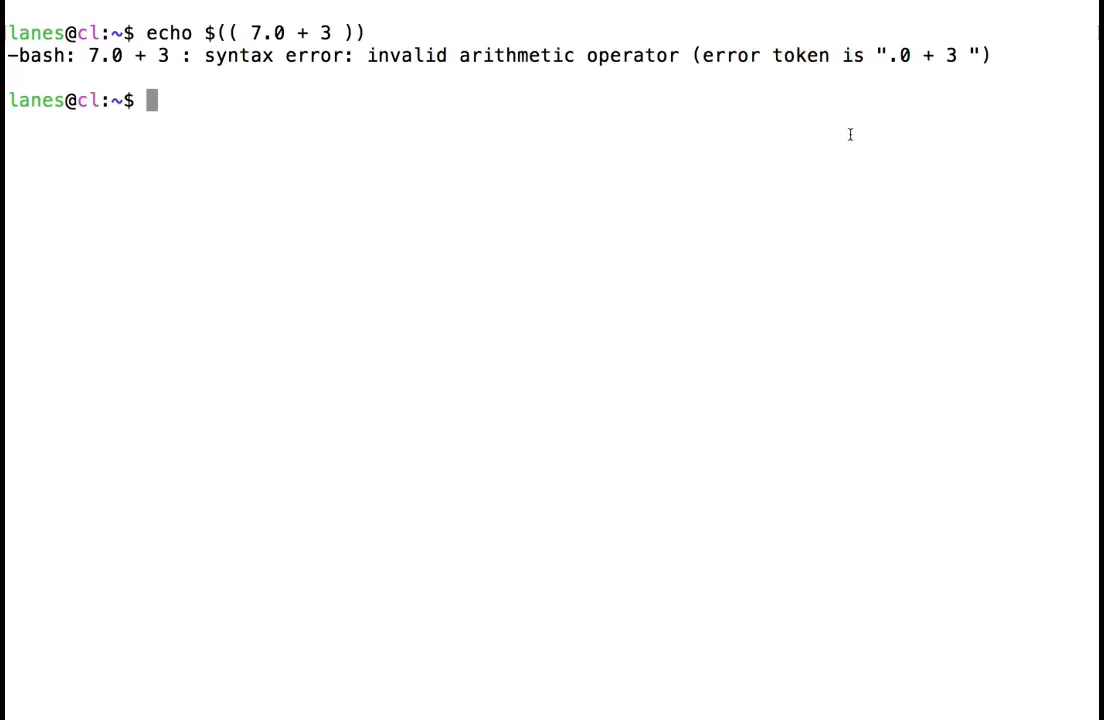 lanes@cl:~$ echo $(( 7.0 + 3 ))
-bash: 7.0 + 3 : syntax error: invalid arithmetic operator (error token is ".0 + 3 ")
lanes@cl:~$